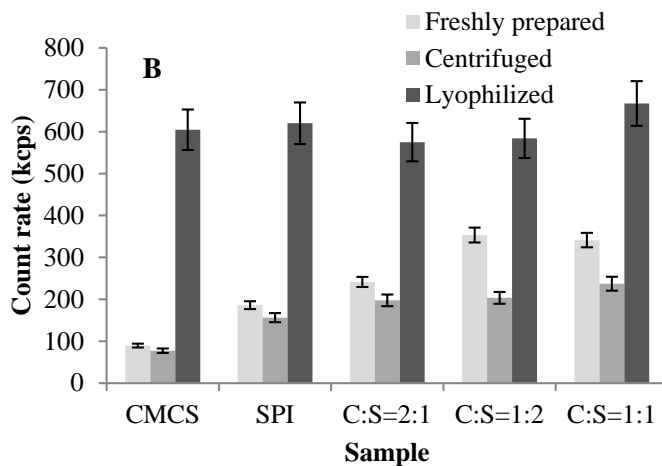 B
Freshly prepared
Centrifuged
Lyophilized
800
700
600
500
400
300
200
100
0
Count rate (kcps)
CMCS SPI C:S=2:1 C:S=1:2 C:S=1:1
Sample